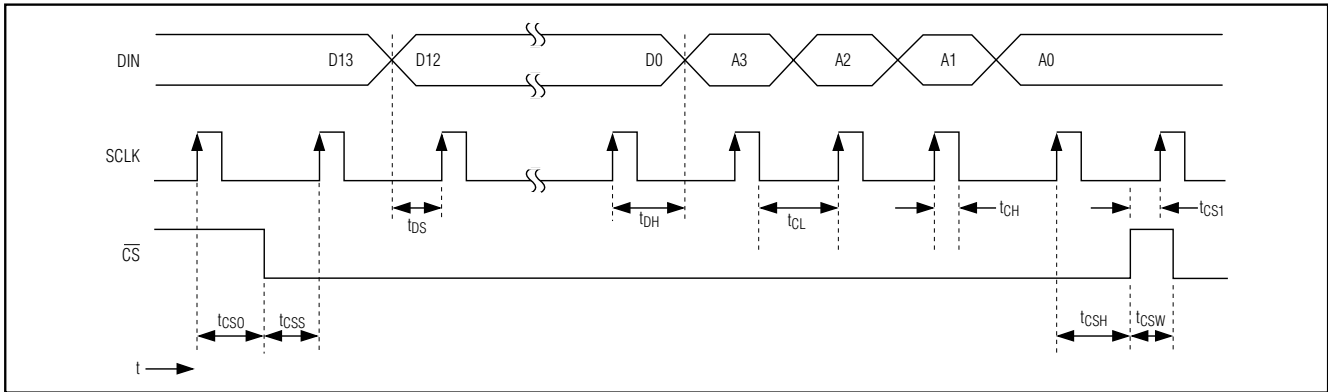 DIN D13 D12 D0 A3 A2 A1 A0
SCLK
tDS tDH tCL tCH tCS1
CS
tCSO tCSS tCSH tCSW
t